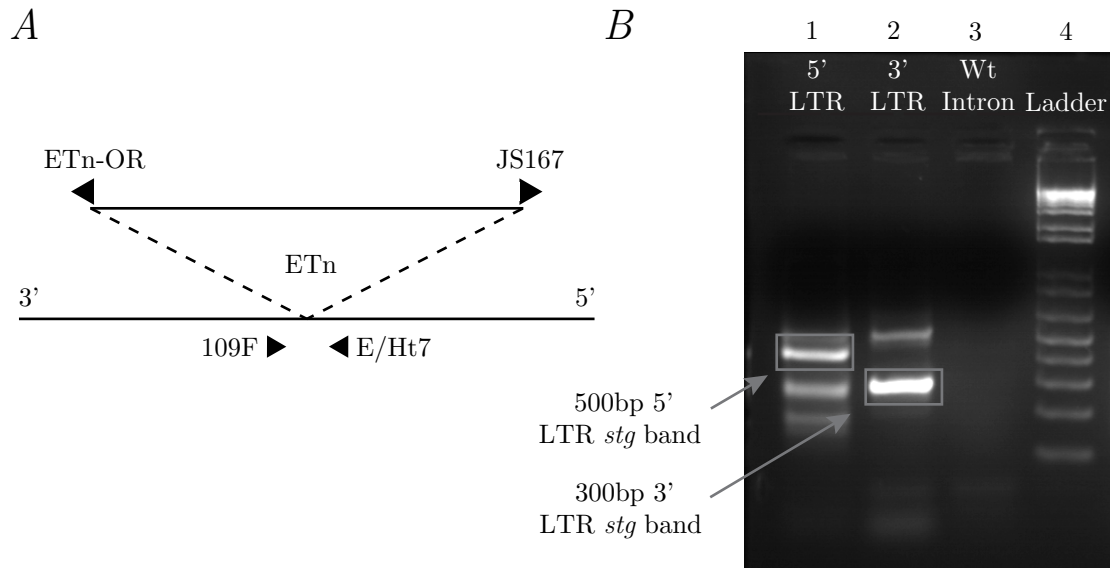 A
ETn-OR
JS167
ETn
3’
5’
109F
E/Ht7
B
1 2 3 4
5’ LTR
3’ LTR
Wt Intron
Ladder
500bp 5’
LTR stg band
300bp 3’
LTR stg band